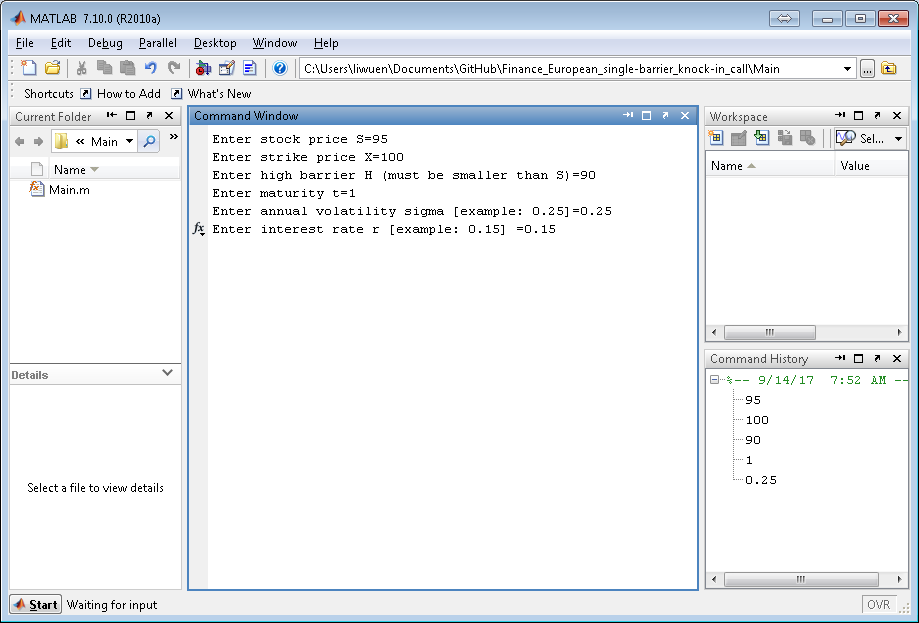 MATLAB 7.10.0 (R2010a)
File Edit Debug Parallel Desktop Window Help
C:\Users\liwuen\Documents\GitHub\Finance_European_single-barrier_knock-in_call\Main
...
Shortcuts How to Add What's New
Current Folder
« Main
»
Name
Main.m
Details
Select a file to view details
Command Window
Enter stock price S=95
Enter strike price X=100
Enter high barrier H (must be smaller than S)=90
Enter maturity t=1
Enter annual volatility sigma [example: 0.25]=0.25
fx Enter interest rate r [example: 0.15] =0.15
Workspace
Sel...
Name Value
Command History
%-- 9/14/17 7:52 AM --
95
100
90
1
0.25
Start Waiting for input
OVR